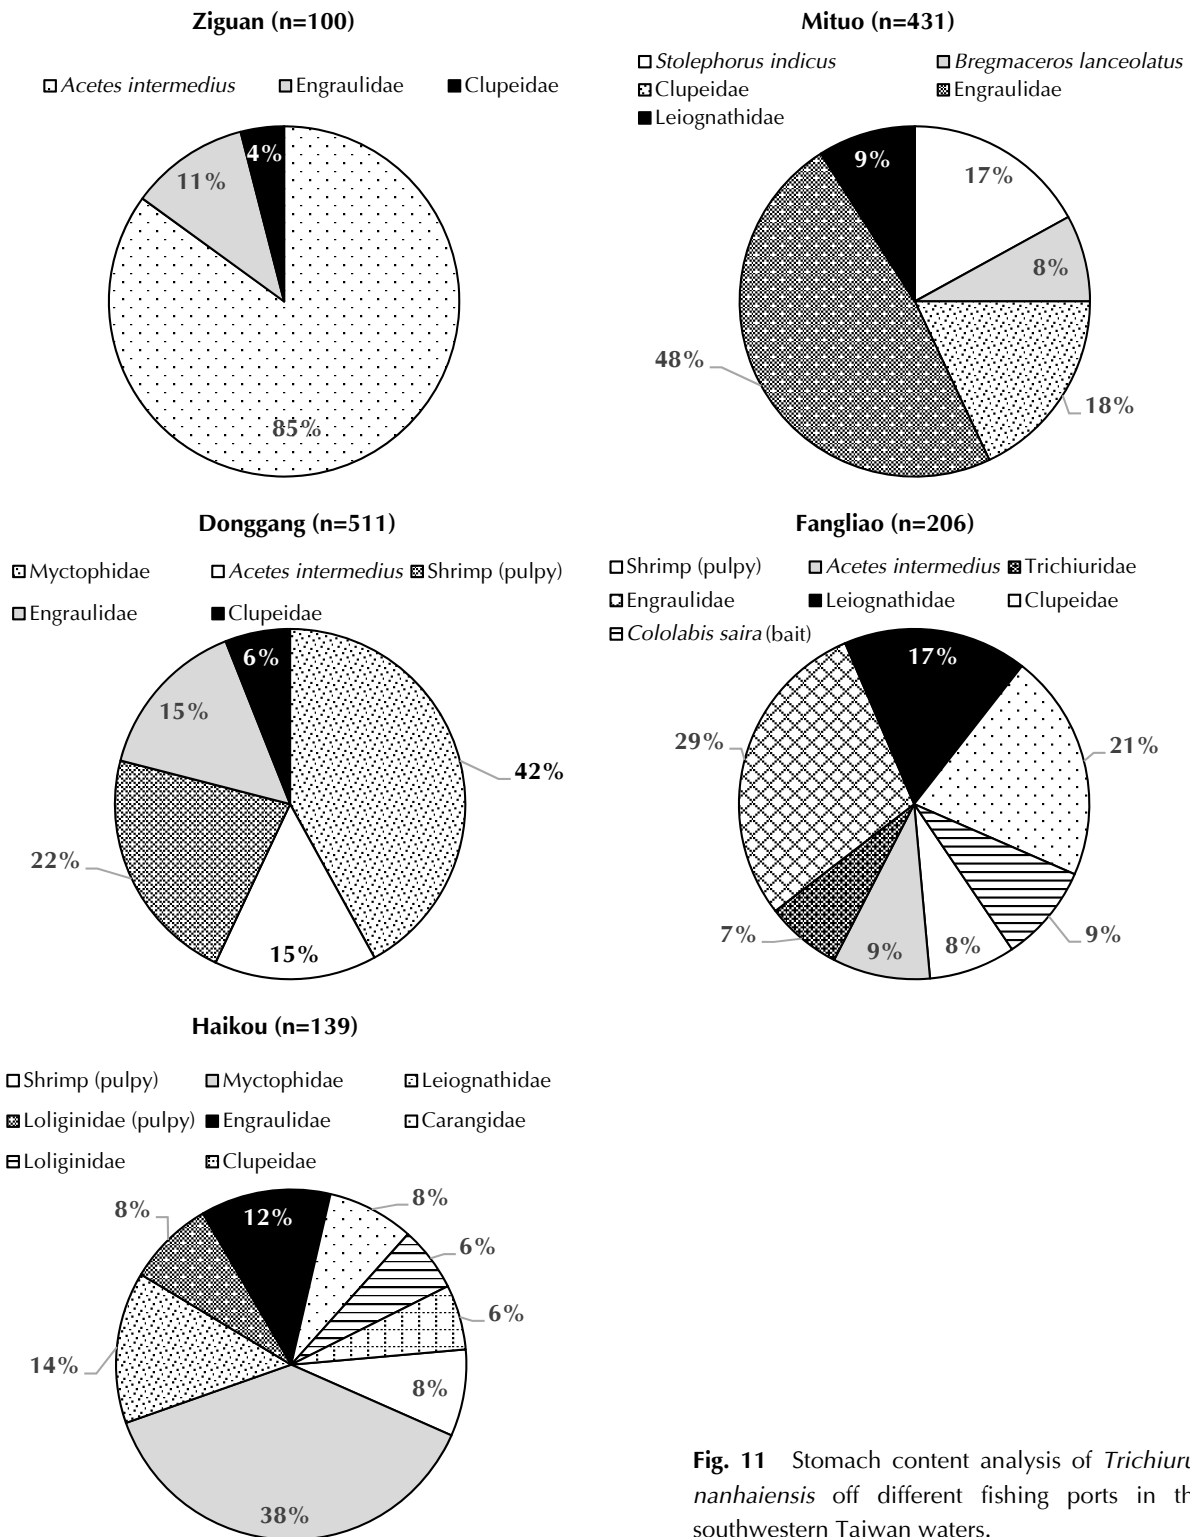 Ziguan (n=100)
Acetes intermedius Engraulidae Clupeidae
4%
11%
85%
Mituo (n=431)
Stolephorus indicus Bregmaceros lanceolatus
Clupeidae Engraulidae
Leiognathidae
9%
17%
8%
48%
18%
Donggang (n=511)
Myctophidae Acetes intermedius Shrimp (pulpy)
Engraulidae Clupeidae
6%
15%
42%
22%
15%
Fangliao (n=206)
Shrimp (pulpy) Acetes intermedius Trichiuridae
Engraulidae Leiognathidae Clupeidae
Cololabis saira (bait)
17%
29%
21%
7%
9%
8%
9%
Haikou (n=139)
Shrimp (pulpy) Myctophidae Leiognathidae
Loliginidae (pulpy) Engraulidae Carangidae
Loliginidae Clupeidae
8%
12%
8%
6%
6%
14%
8%
38%
Fig. 11 Stomach content analysis of Trichiuru
nanhaiensis off different fishing ports in th
southwestern Taiwan waters.